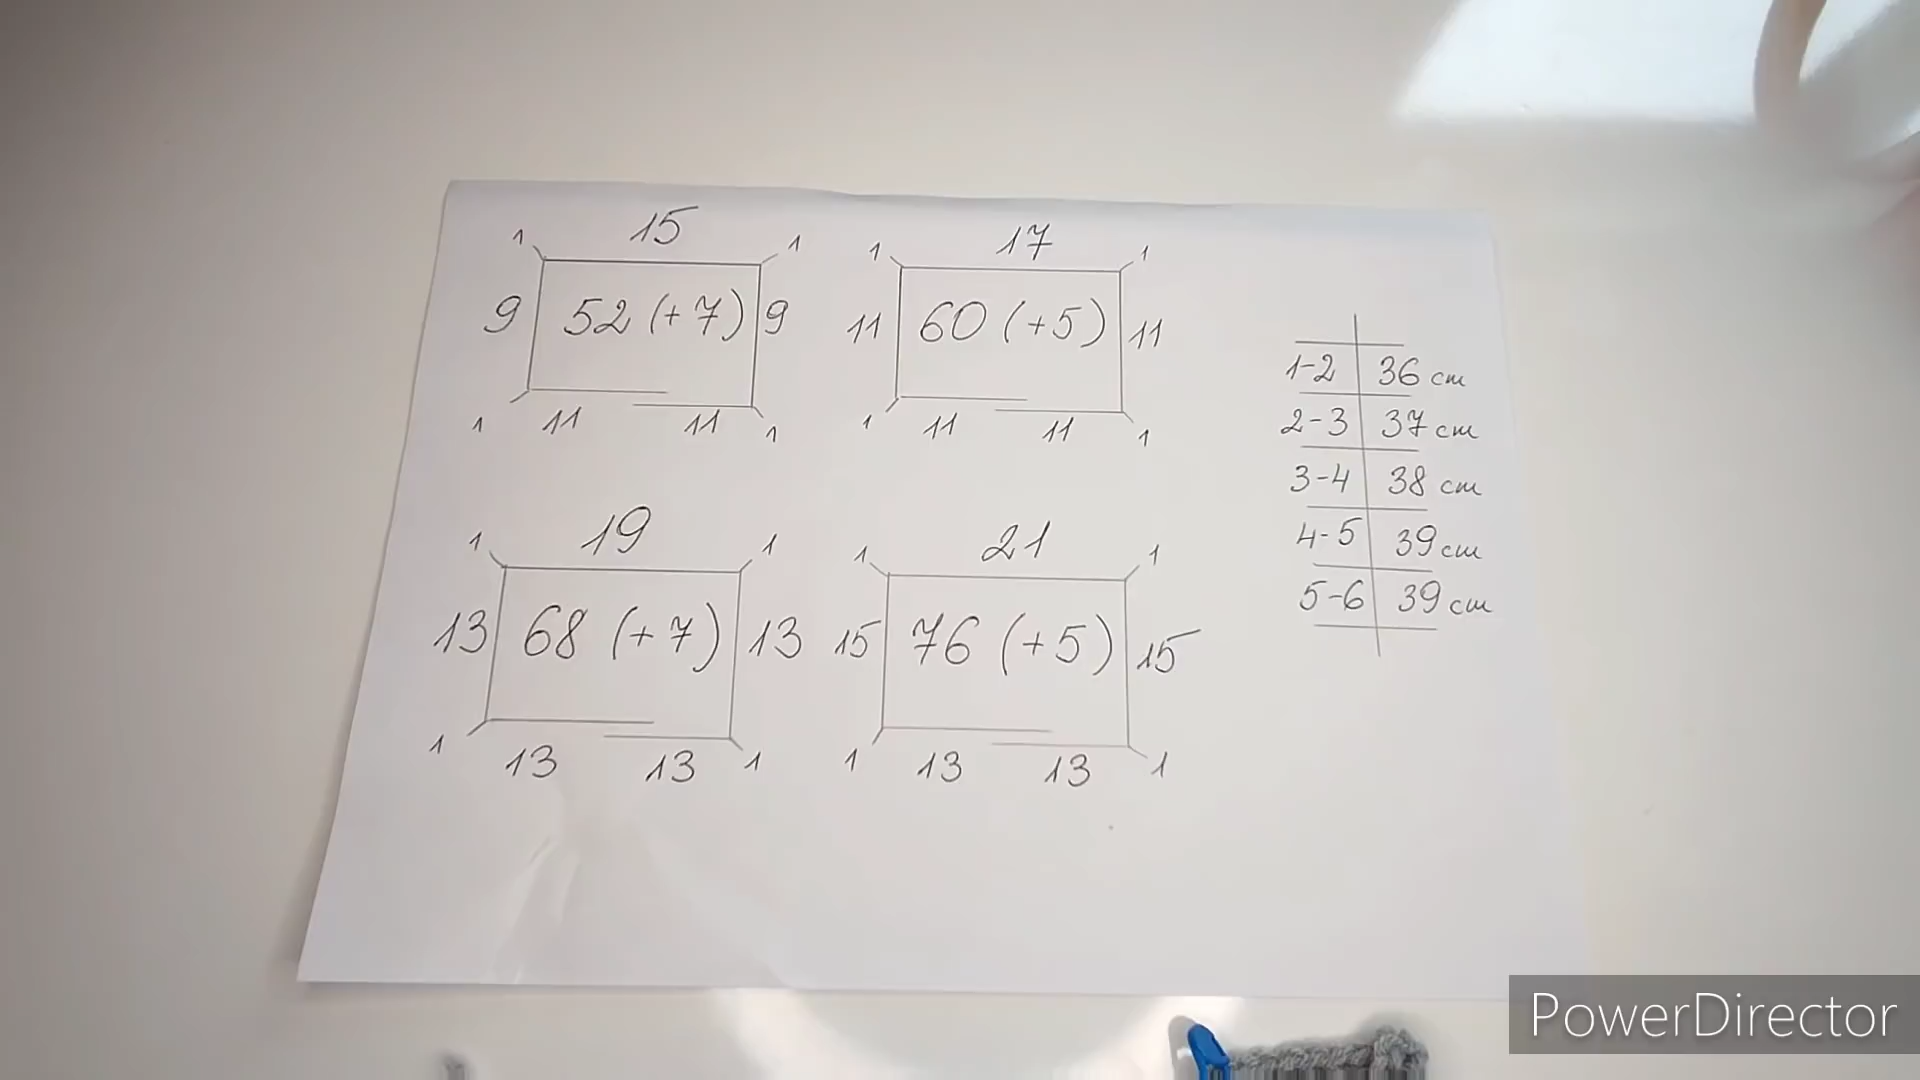 1 15 1
9 52 (+7) 9
1 11 11 1
1 17 1
11 60 (+5) 11
1 11 11 1
1 19 1
13 68 (+7) 13
1 13 13 1
1 21 1
15 76 (+5) 15
1 13 13 1
1-2 36 cm
2-3 37 cm
3-4 38 cm
4-5 39 cm
5-6 39 cm
PowerDirector